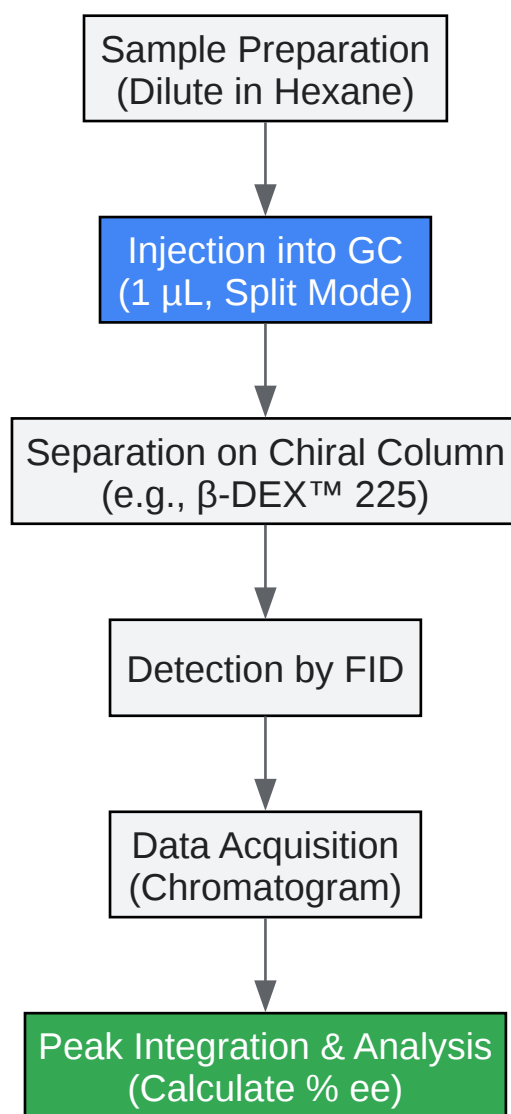 Sample Preparation
(Dilute in Hexane)
Injection into GC
(1 µL, Split Mode)
Separation on Chiral Column
(e.g., β-DEX™ 225)
Detection by FID
Data Acquisition
(Chromatogram)
Peak Integration & Analysis
(Calculate % ee)